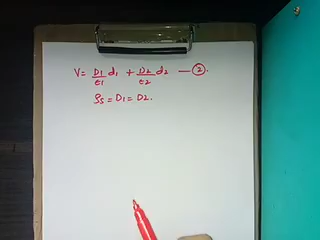 V = D1/ε1 d1 + D2/ε2 d2 — ②.
ρs = D1 = D2.